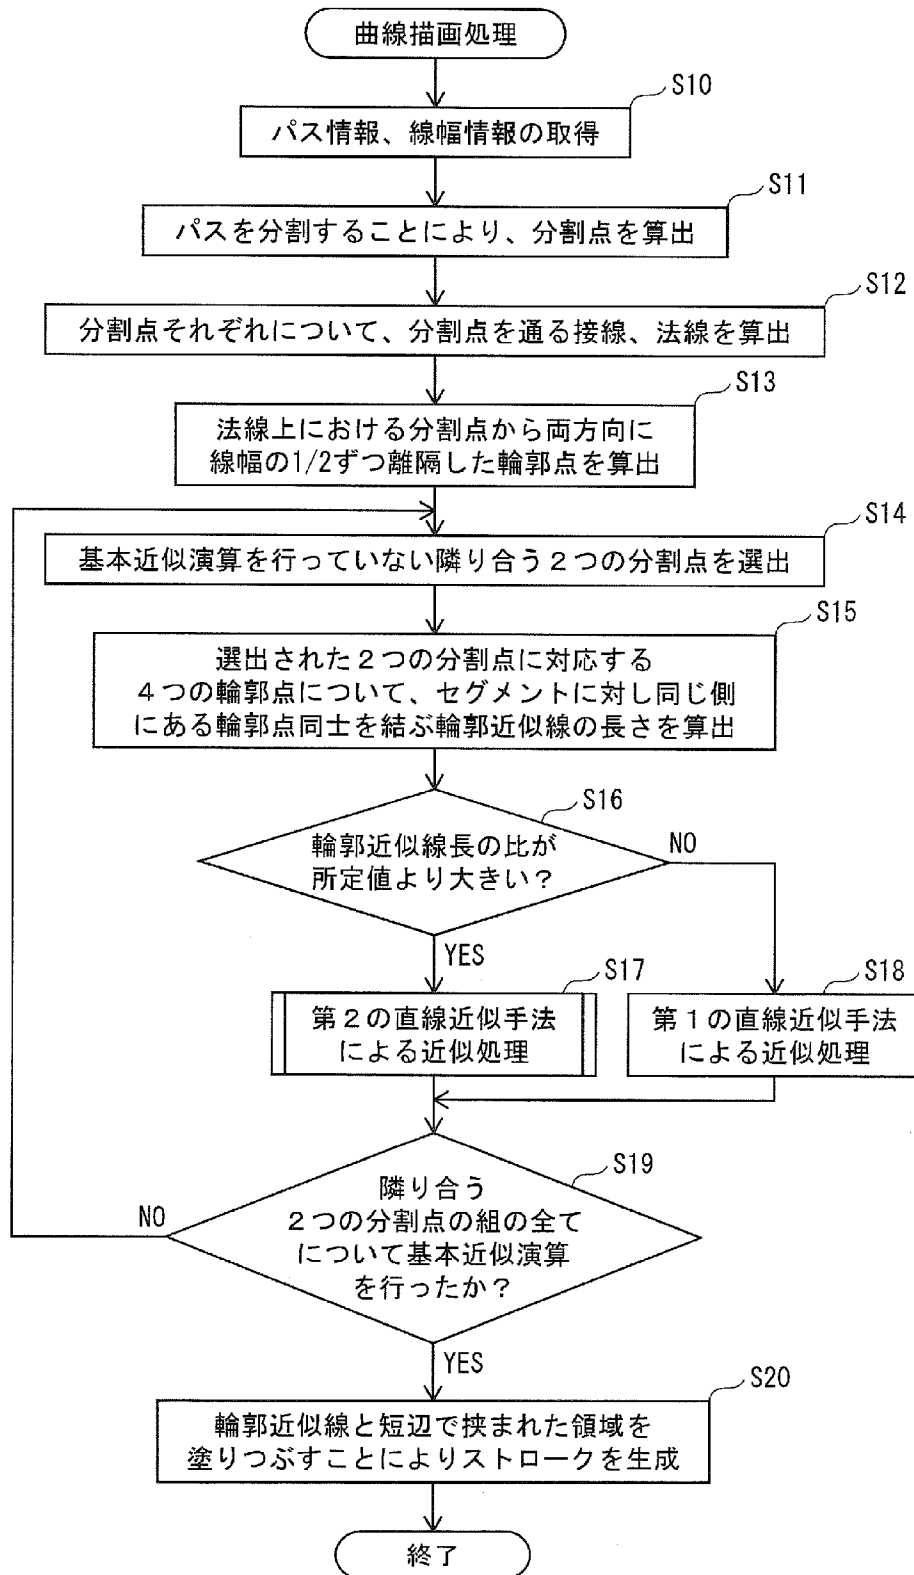 曲線描画処理
S10
パス情報、線幅情報の取得
S11
パスを分割することにより、分割点を算出
S12
分割点それぞれについて、分割点を通る接線、法線を算出
S13
法線上における分割点から両方向に
線幅の1/2ずつ離隔した輪郭点を算出
S14
基本近似演算を行っていない隣り合う２つの分割点を選出
S15
選出された２つの分割点に対応する
４つの輪郭点について、セグメントに対し同じ側
にある輪郭点同士を結ぶ輪郭近似線の長さを算出
S16
輪郭近似線長の比が
所定値より大きい？
NO
YES
S17
第２の直線近似手法
による近似処理
S18
第１の直線近似手法
による近似処理
S19
隣り合う
２つの分割点の組の全て
について基本近似演算
を行ったか？
NO
YES
S20
輪郭近似線と短辺で挟まれた領域を
塗りつぶすことによりストロークを生成
終了